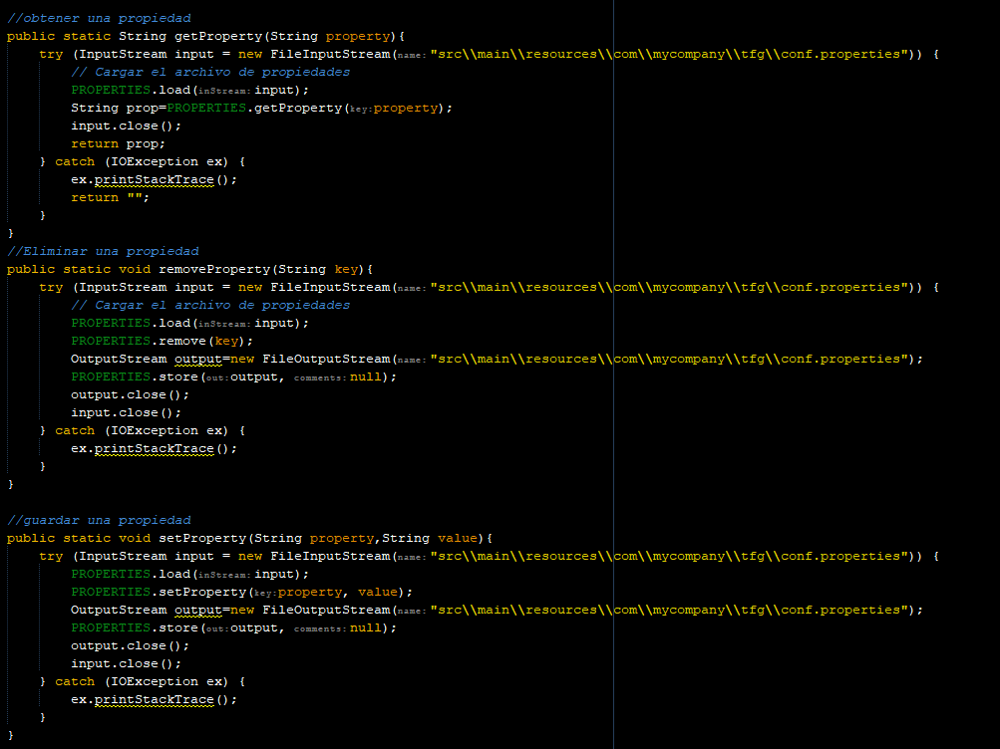 //obtener una propiedad
public static String getProperty(String property){
    try (InputStream input = new FileInputStream(name: "src\\main\\resources\\com\\mycompany\\tfg\\conf.properties")) {
        // Cargar el archivo de propiedades
        PROPERTIES.load(inStream: input);
        String prop=PROPERTIES.getProperty(key: property);
        input.close();
        return prop;
    } catch (IOException ex) {
        ex.printStackTrace();
        return "";
    }
}
//Eliminar una propiedad
public static void removeProperty(String key){
    try (InputStream input = new FileInputStream(name: "src\\main\\resources\\com\\mycompany\\tfg\\conf.properties")) {
        // Cargar el archivo de propiedades
        PROPERTIES.load(inStream: input);
        PROPERTIES.remove(key);
        OutputStream output=new FileOutputStream(name: "src\\main\\resources\\com\\mycompany\\tfg\\conf.properties");
        PROPERTIES.store(out: output, comments: null);
        output.close();
        input.close();
    } catch (IOException ex) {
        ex.printStackTrace();
    }
}

//guardar una propiedad
public static void setProperty(String property,String value){
    try (InputStream input = new FileInputStream(name: "src\\main\\resources\\com\\mycompany\\tfg\\conf.properties")) {
        PROPERTIES.load(inStream: input);
        PROPERTIES.setProperty(key: property, value);
        OutputStream output=new FileOutputStream(name: "src\\main\\resources\\com\\mycompany\\tfg\\conf.properties");
        PROPERTIES.store(out: output, comments: null);
        output.close();
        input.close();
    } catch (IOException ex) {
        ex.printStackTrace();
    }
}